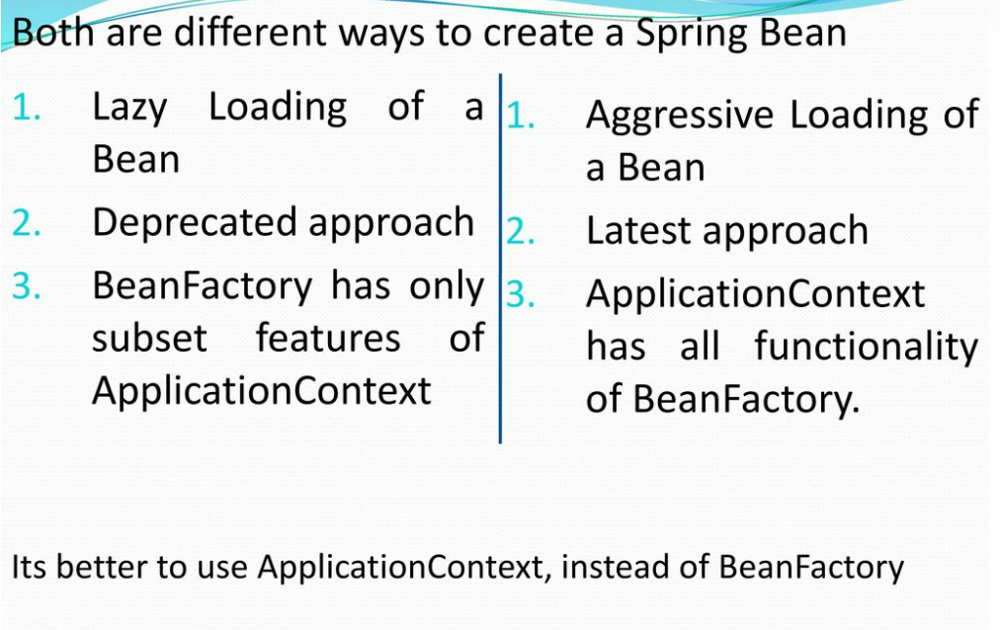 Both are different ways to create a Spring Bean
1. Lazy Loading of a
Bean
2. Deprecated approach
3. BeanFactory has only
subset features of
ApplicationContext
1. Aggressive Loading of
a Bean
2. Latest approach
3. ApplicationContext
has all functionality
of BeanFactory.
Its better to use ApplicationContext, instead of BeanFactory